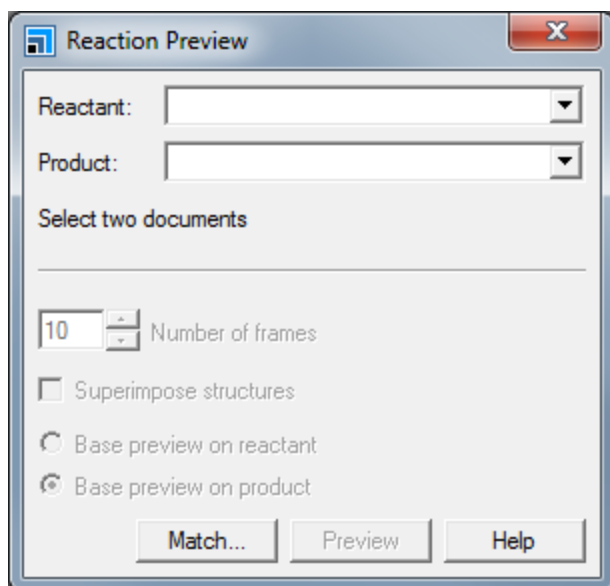 Reaction Preview
Reactant:
Product:
Select two documents
10 Number of frames
Superimpose structures
Base preview on reactant
Base preview on product
Match... Preview Help